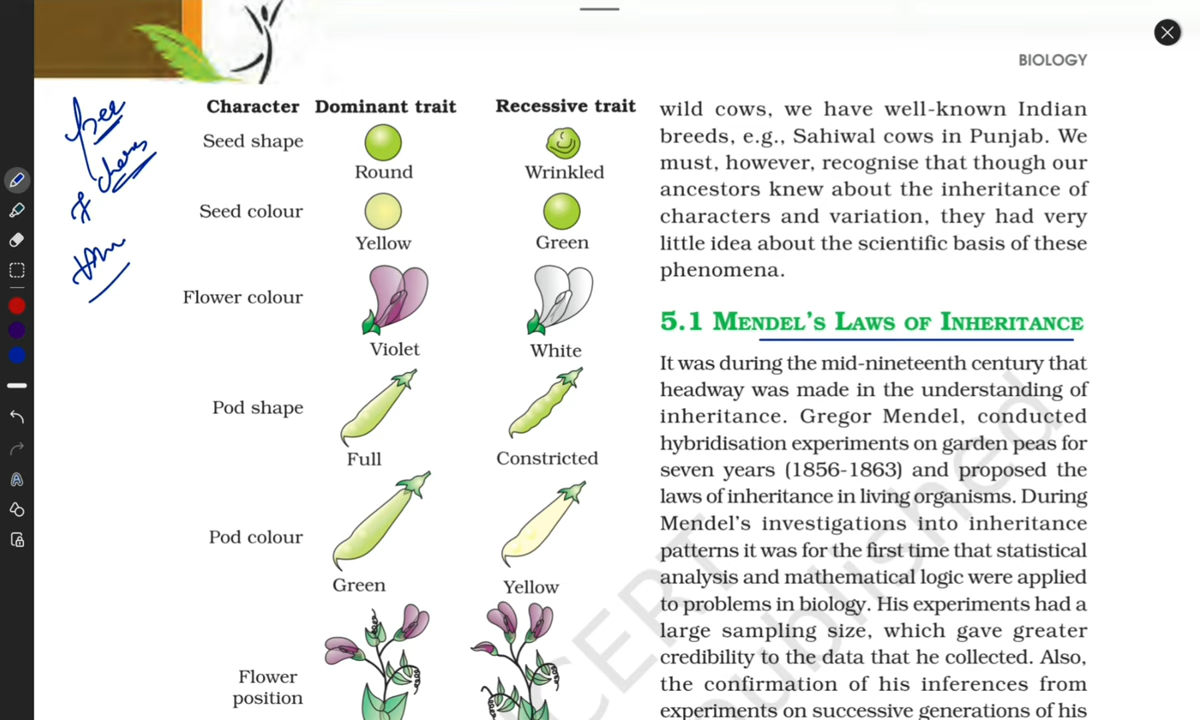 BIOLOGY
Character Dominant trait Recessive trait
Seed shape
Round Wrinkled
Seed colour
Yellow Green
Flower colour
Violet White
Pod shape
Full Constricted
Pod colour
Green Yellow
Flower
position
wild cows, we have well-known Indian
breeds, e.g., Sahiwal cows in Punjab. We
must, however, recognise that though our
ancestors knew about the inheritance of
characters and variation, they had very
little idea about the scientific basis of these
phenomena.
5.1 MENDEL'S LAWS OF INHERITANCE
It was during the mid-nineteenth century that
headway was made in the understanding of
inheritance. Gregor Mendel, conducted
hybridisation experiments on garden peas for
seven years (1856-1863) and proposed the
laws of inheritance in living organisms. During
Mendel's investigations into inheritance
patterns it was for the first time that statistical
analysis and mathematical logic were applied
to problems in biology. His experiments had a
large sampling size, which gave greater
credibility to the data that he collected. Also,
the confirmation of his inferences from
experiments on successive generations of his